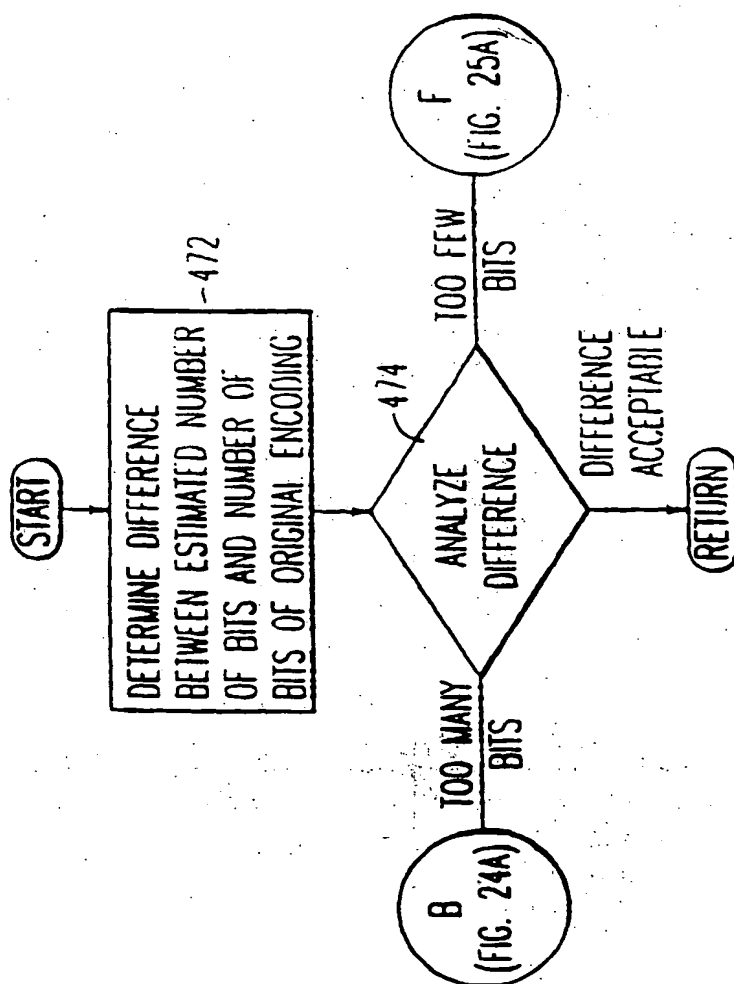 START
DETERMINE DIFFERENCE
BETWEEN ESTIMATED NUMBER
OF BITS AND NUMBER OF
BITS OF ORIGINAL ENCODING
472
474
ANALYZE
DIFFERENCE
TOO MANY
BITS
B
(FIG. 24A)
TOO FEW
BITS
F
(FIG. 25A)
DIFFERENCE
ACCEPTABLE
RETURN